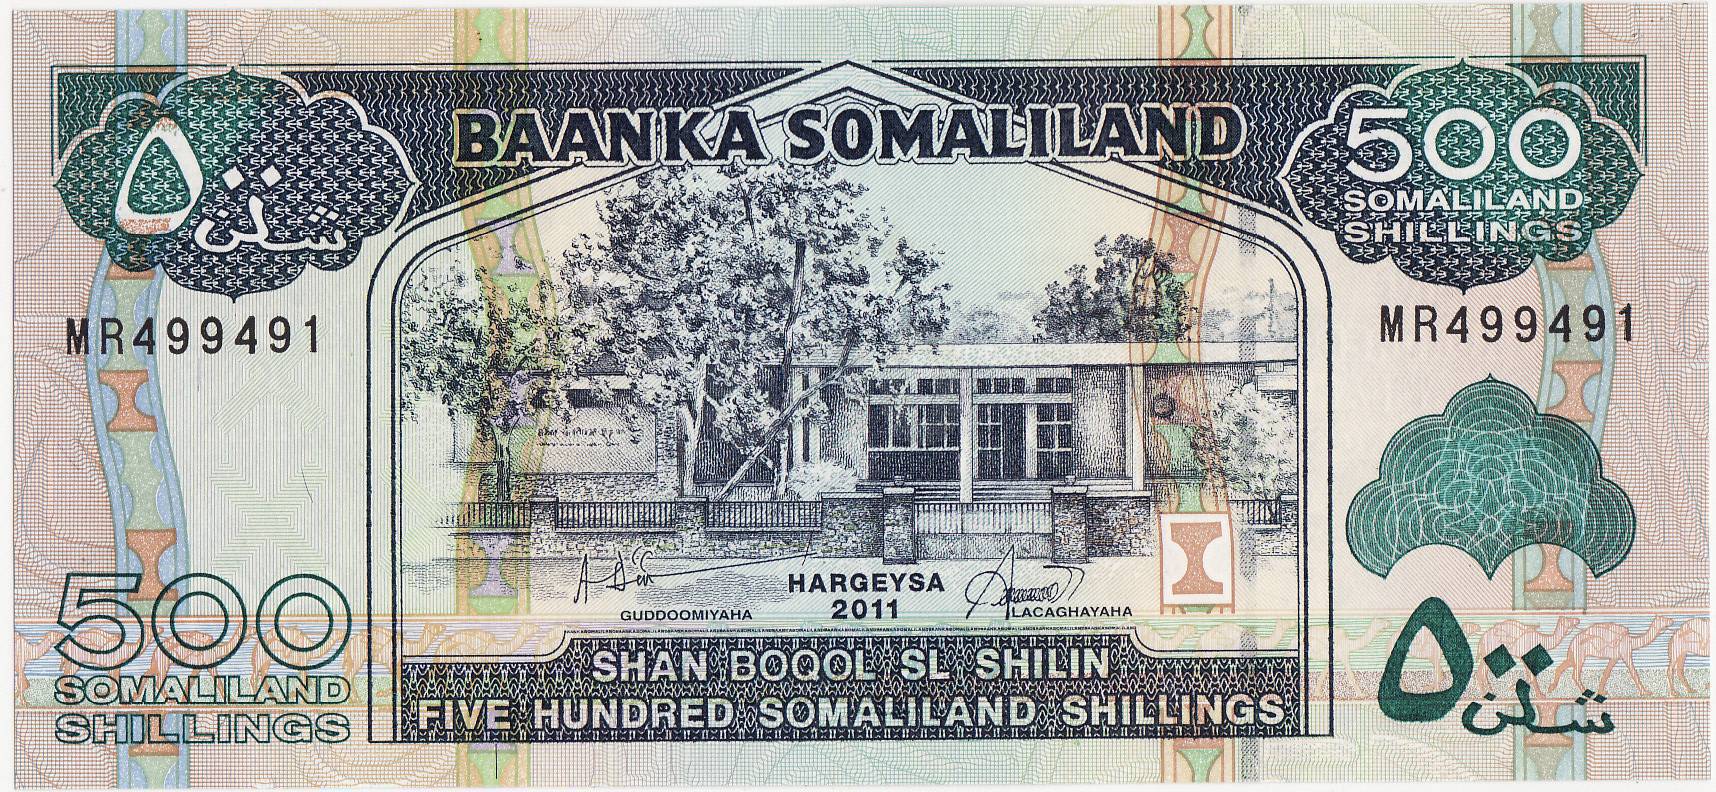 BAANKA SOMALILAND
٥٠٠
شلن
500
SOMALILAND
SHILLINGS
MR499491
MR499491
HARGEYSA
2011
GUDDOOMIYAHA
LACAGHAYAHA
500
SOMALILAND
SHILLINGS
SHAN BOQOL SL SHILIN
FIVE HUNDRED SOMALILAND SHILLINGS
٥٠٠
شلن